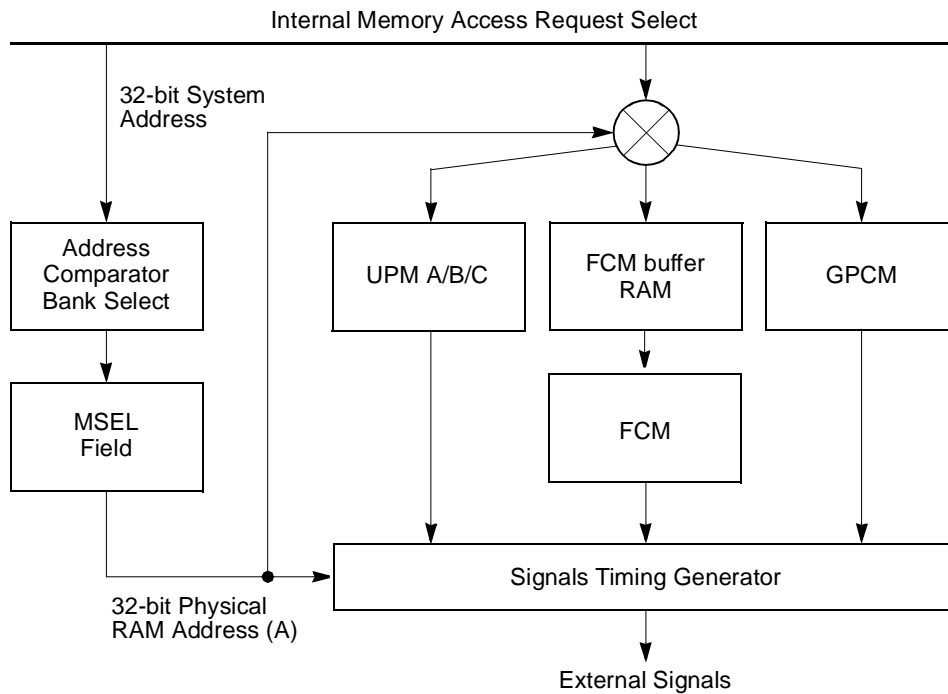 Internal Memory Access Request Select
32-bit System
Address
Address
Comparator
Bank Select
UPM A/B/C
FCM buffer
RAM
GPCM
MSEL
Field
FCM
Signals Timing Generator
32-bit Physical
RAM Address (A)
External Signals